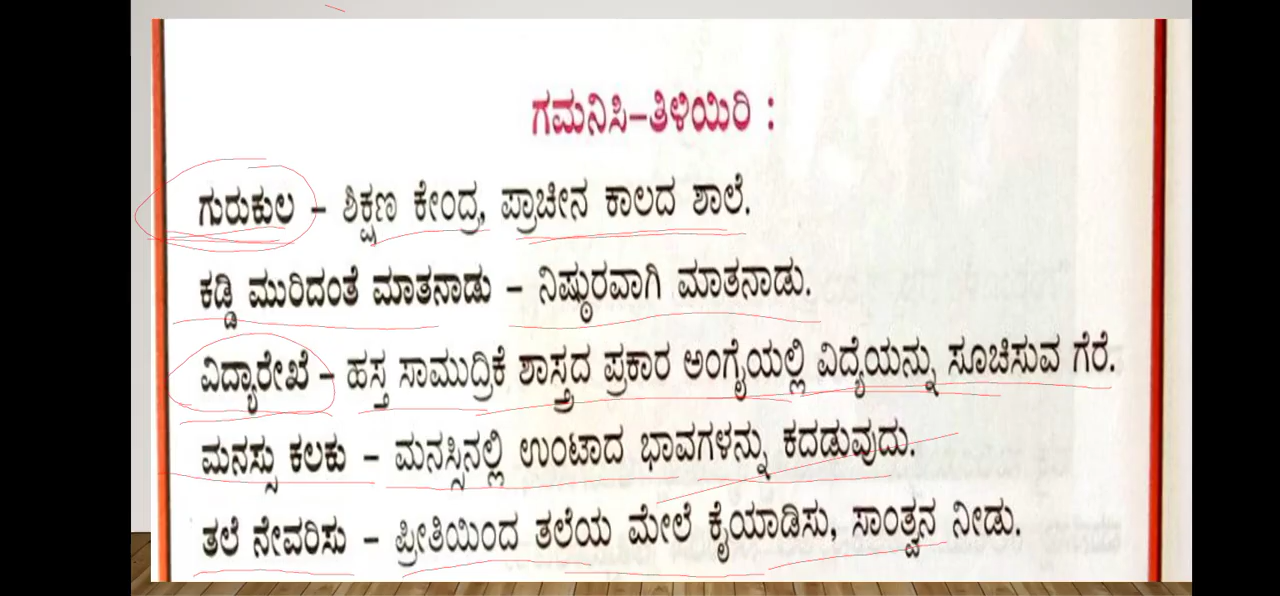 ಗಮನಿಸಿ–ತಿಳಿಯಿರಿ :
ಗುರುಕುಲ – ಶಿಕ್ಷಣ ಕೇಂದ್ರ, ಪ್ರಾಚೀನ ಕಾಲದ ಶಾಲೆ.
ಕಡ್ಡಿ ಮುರಿದಂತೆ ಮಾತನಾಡು – ನಿಷ್ಠುರವಾಗಿ ಮಾತನಾಡು.
ವಿದ್ಯಾರೇಖೆ – ಹಸ್ತ ಸಾಮುದ್ರಿಕೆ ಶಾಸ್ತ್ರದ ಪ್ರಕಾರ ಅಂಗೈಯಲ್ಲಿ ವಿದ್ಯೆಯನ್ನು ಸೂಚಿಸುವ ಗೆರೆ.
ಮನಸ್ಸು ಕಲಕು – ಮನಸ್ಸಿನಲ್ಲಿ ಉಂಟಾದ ಭಾವಗಳನ್ನು ಕದಡುವುದು.
ತಲೆ ನೇವರಿಸು – ಪ್ರೀತಿಯಿಂದ ತಲೆಯ ಮೇಲೆ ಕೈಯಾಡಿಸು, ಸಾಂತ್ವನ ನೀಡು.